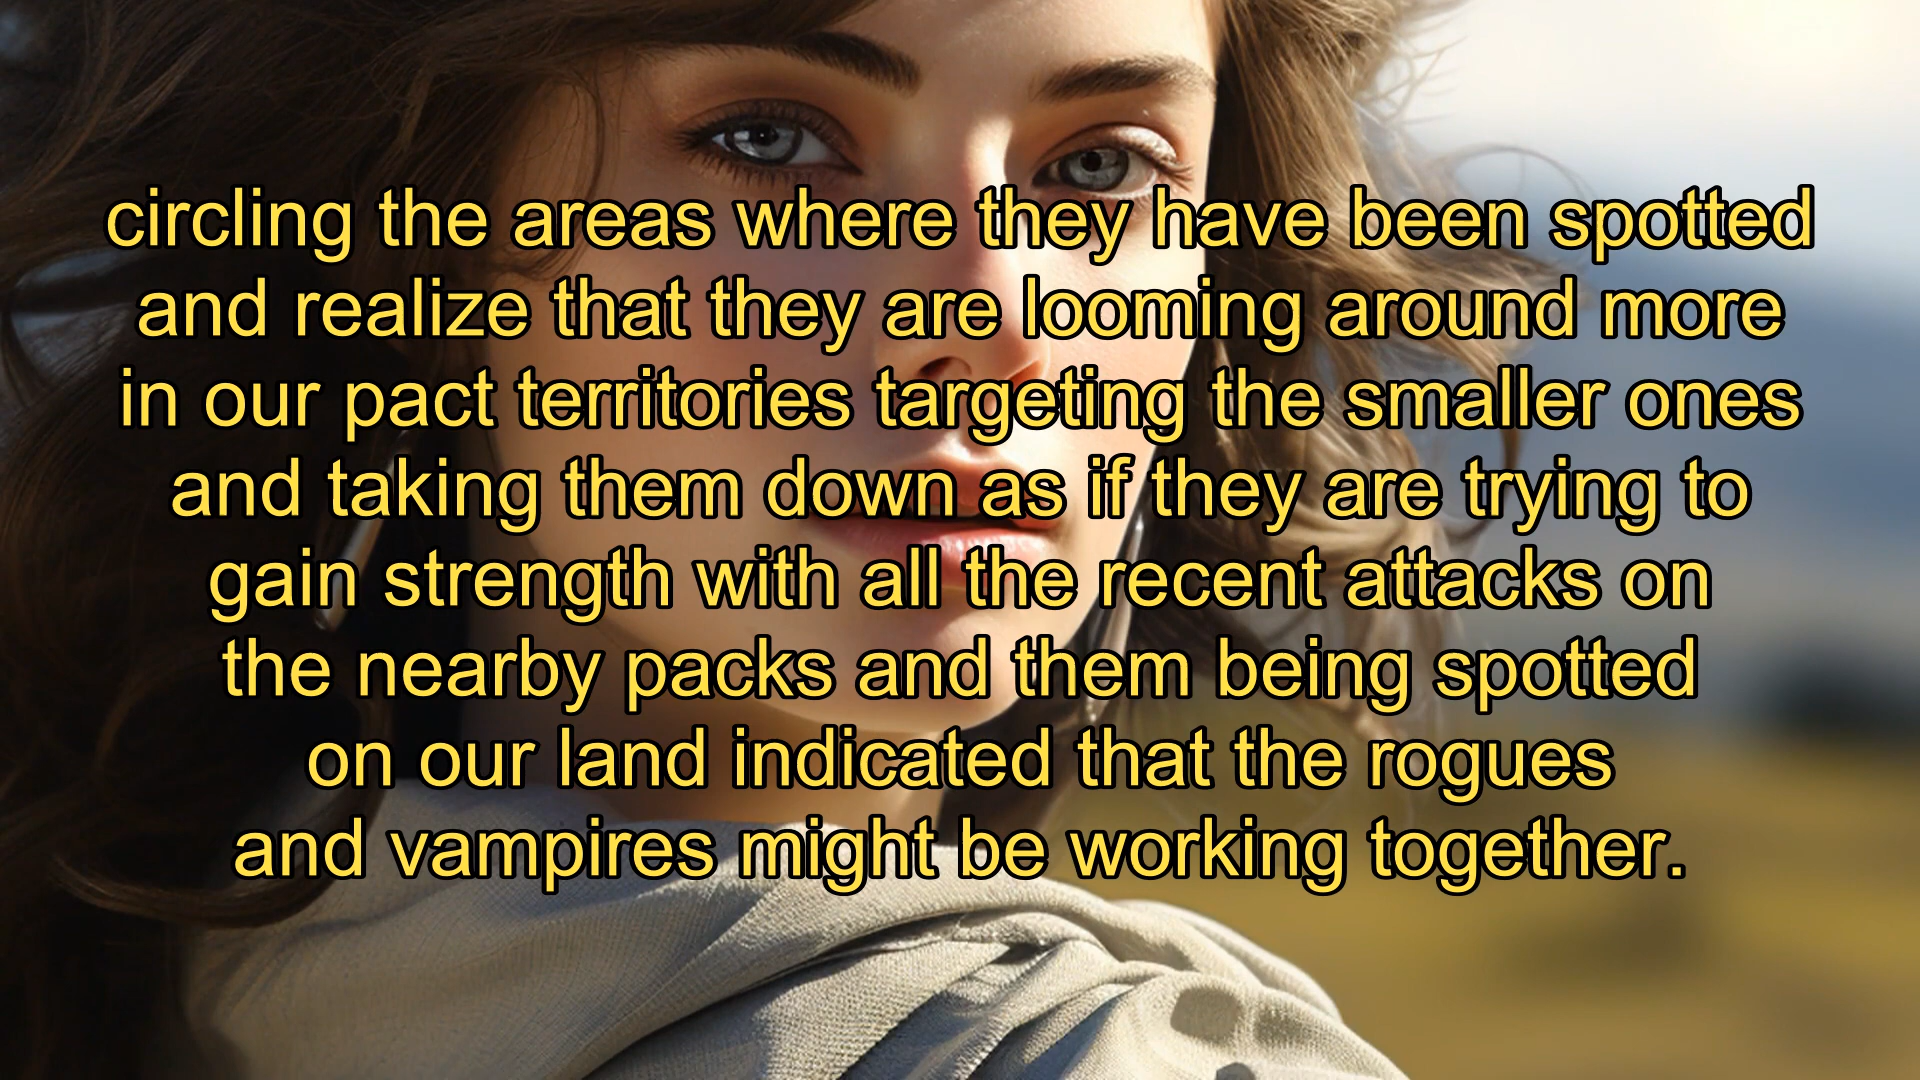 circling the areas where they have been spotted
and realize that they are looming around more
in our pact territories targeting the smaller ones
and taking them down as if they are trying to
gain strength with all the recent attacks on
the nearby packs and them being spotted
on our land indicated that the rogues
and vampires might be working together.